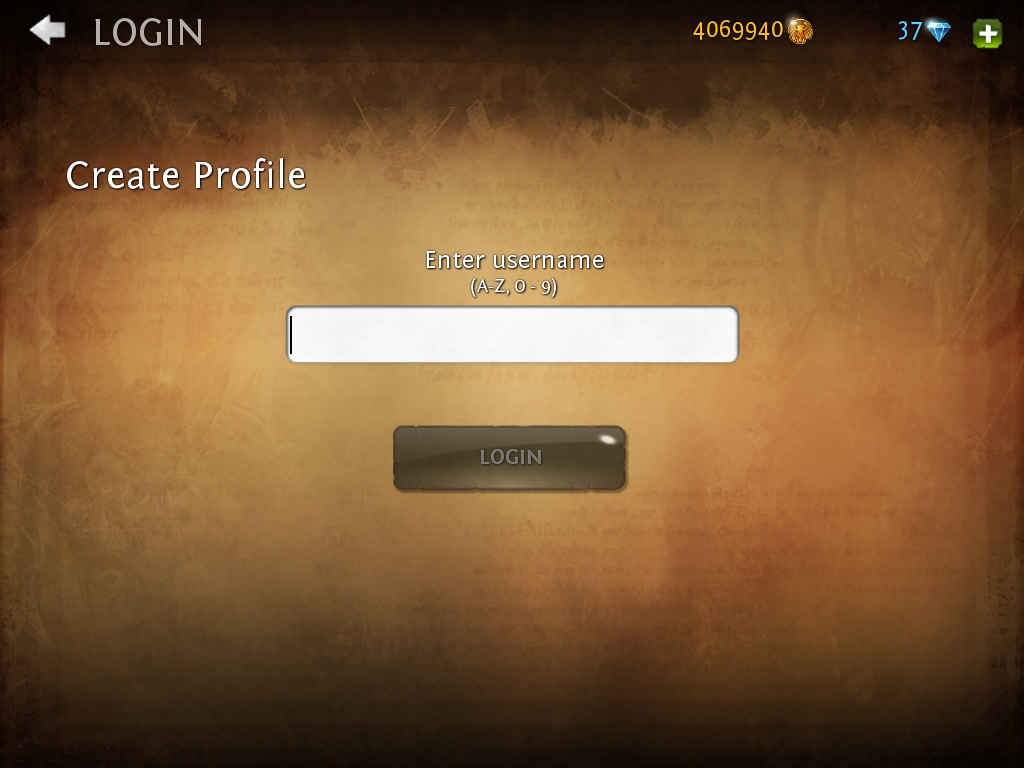 LOGIN
4069940
37
Create Profile
Enter username
(A-Z, 0 - 9)
LOGIN